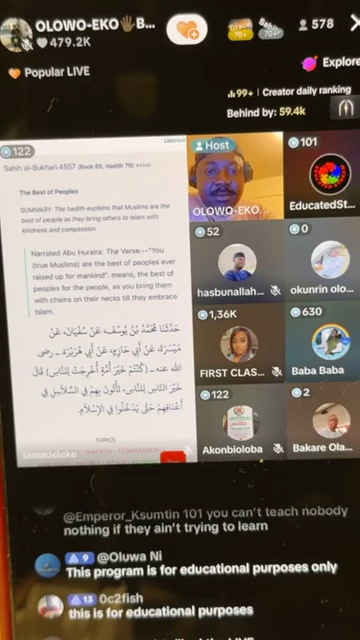 OLOWO-EKO🖐🏿B...
479.2K
578
Popular LIVE
Explore
99+ | Creator daily ranking
Behind by: 59.4k
122
Sahih al-Bukhari 4557 (Book 65, Hadith 79)
The Best of Peoples
SUMMARY: The hadith explains that Muslims are the
best of people as they bring others to Islam with
kindness and compassion.
Narrated Abu Huraira: The Verse:--"You
(true Muslims) are the best of peoples ever
raised up for mankind". means, the best of
peoples for the people, as you bring them
with chains on their necks till they embrace
Islam.
حَدَّثَنَا مُحَمَّدُ بْنُ يُوسُفَ، عَنْ سُفْيَانَ، عَنْ
مَيْسَرَةَ، عَنْ أَبِي حَازِمٍ، عَنْ أَبِي هُرَيْرَةَ ـ رضى
الله عنه ـ {كُنْتُمْ خَيْرَ أُمَّةٍ أُخْرِجَتْ لِلنَّاسِ} قَالَ
خَيْرَ النَّاسِ لِلنَّاسِ، تَأْتُونَ بِهِمْ فِي السَّلاَسِلِ فِي
أَعْنَاقِهِمْ حَتَّى يَدْخُلُوا فِي الإِسْلاَمِ.
TOPICS
iamadeleke
Host
OLOWO-EKO...
101
EducatedSt...
52
hasbunallah...
0
okunrin olo...
1,36K
FIRST CLAS...
630
Baba Baba
122
Akonbioloba
2
Bakare Ola...
@Emperor_Ksumtin 101 you can't teach nobody
nothing if they ain't trying to learn
9 @Oluwa Ni
This program is for educational purposes only
13 0c2fish
this is for educational purposes